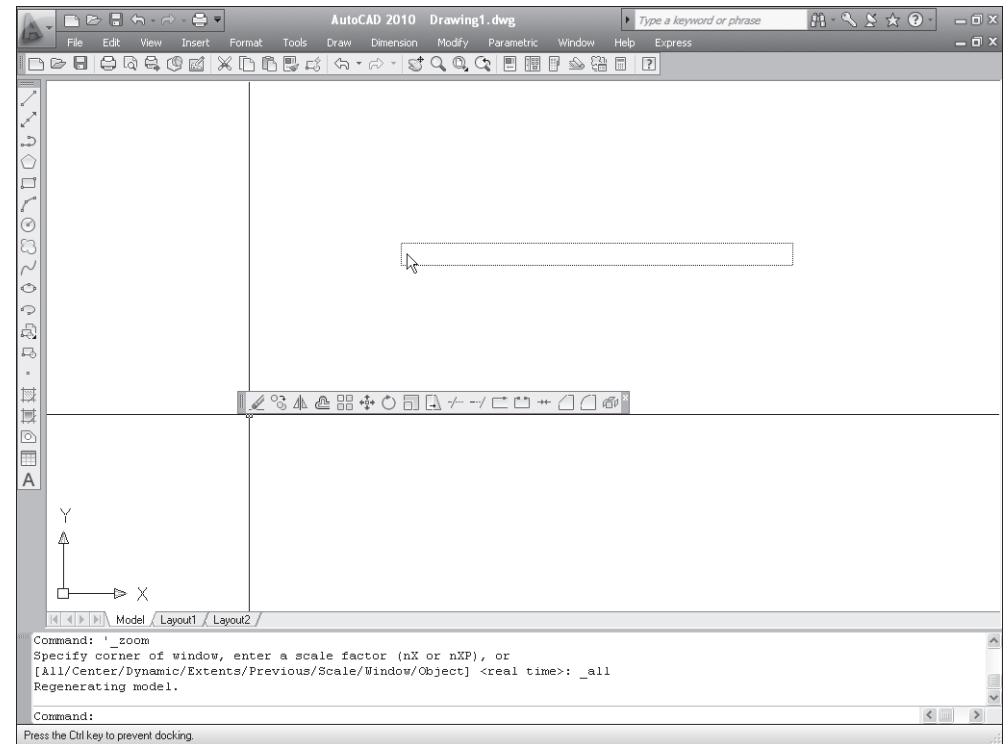 AutoCAD 2010 Drawing1.dwg
Type a keyword or phrase
File Edit View Insert Format Tools Draw Dimension Modify Parametric Window Help Express
A
Y
X
Model Layout1 Layout2
Command: '_zoom
Specify corner of window, enter a scale factor (nX or nXP), or
[All/Center/Dynamic/Extents/Previous/Scale/Window/Object] <real time>: _all
Regenerating model.
Command:
Press the Ctrl key to prevent docking.